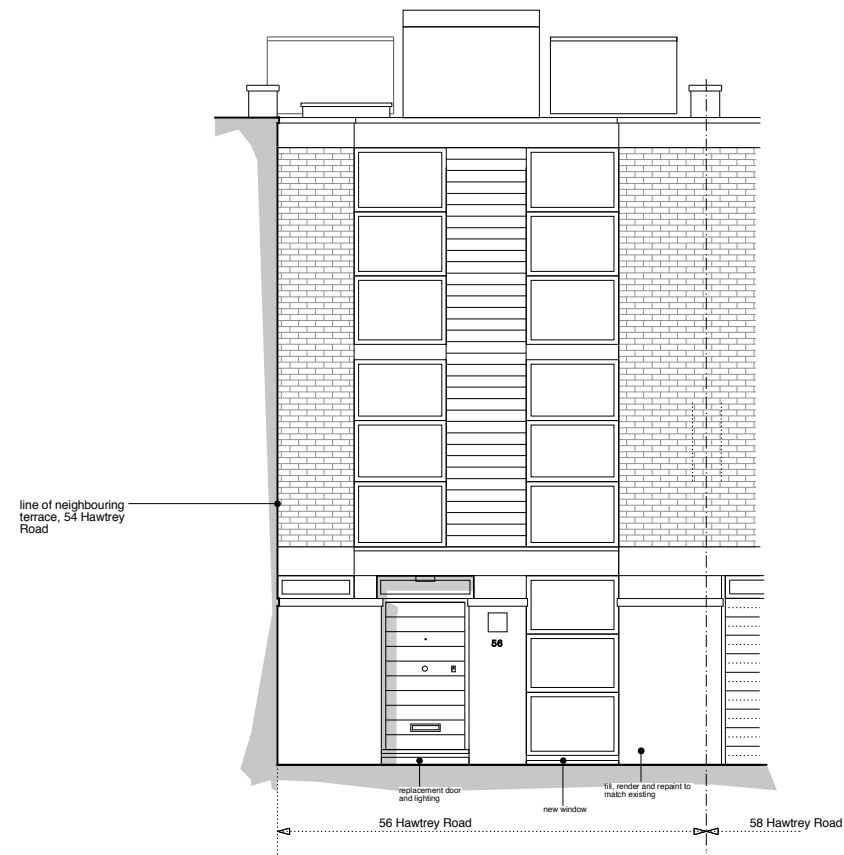 line of neighbouring
terrace, 54 Hawtrey
Road
56
replacement door
and lighting
new window
fill, render and repaint to
match existing
56 Hawtrey Road
58 Hawtrey Road